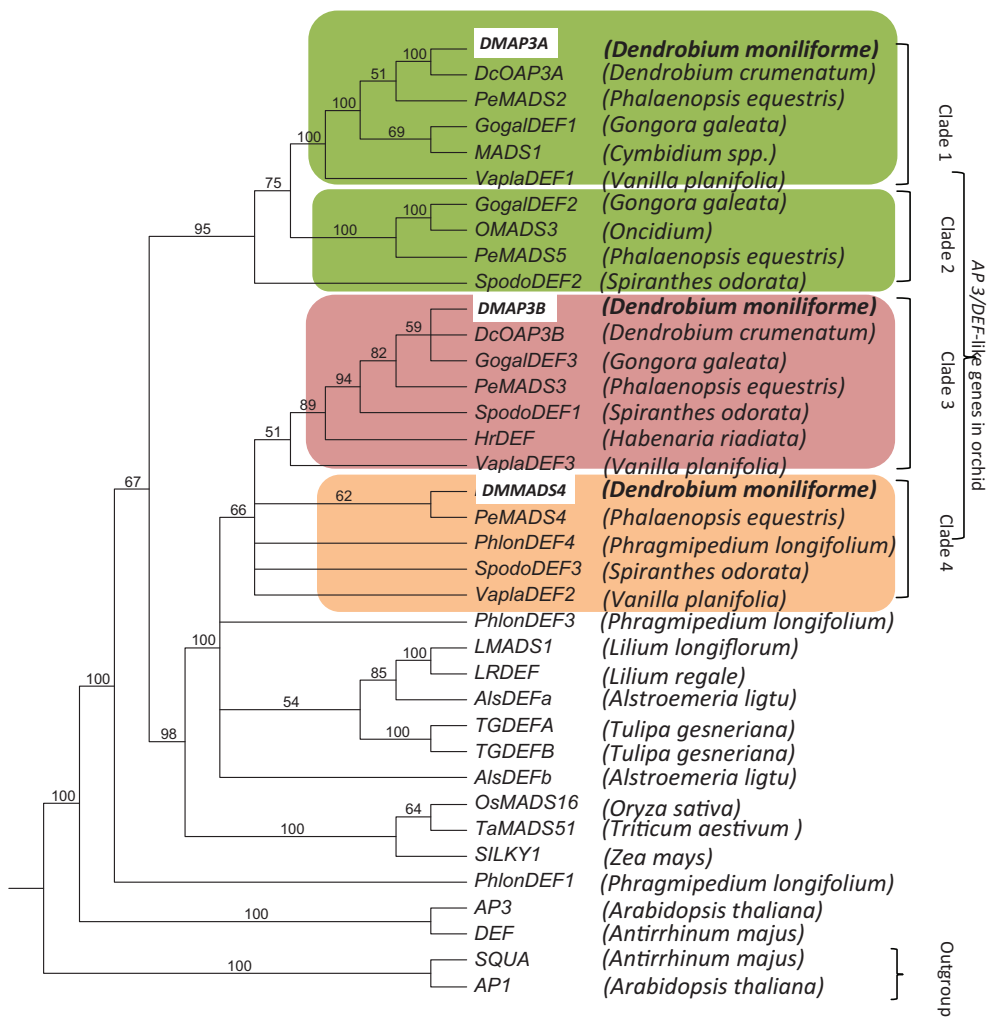 100
DMAP3A (Dendrobium moniliforme)
51
DcOAP3A (Dendrobium crumenatum)
100
PeMADS2 (Phalaenopsis equestris)
100
GogalDEF1 (Gongora galeata)
69
MADS1 (Cymbidium spp.)
VaplaDEF1 (Vanilla planifolia)
Clade 1
75
100
GogalDEF2 (Gongora galeata)
100
OMADS3 (Oncidium)
95
PeMADS5 (Phalaenopsis equestris)
SpodoDEF2 (Spiranthes odorata)
Clade 2
DMAP3B (Dendrobium moniliforme)
59
DcOAP3B (Dendrobium crumenatum)
82
GogalDEF3 (Gongora galeata)
94
PeMADS3 (Phalaenopsis equestris)
89
SpodoDEF1 (Spiranthes odorata)
51
HrDEF (Habenaria riadiata)
VaplaDEF3 (Vanilla planifolia)
Clade 3
AP3/DEF-like genes in orchid
67
62
DMMADS4 (Dendrobium moniliforme)
66
PeMADS4 (Phalaenopsis equestris)
PhlonDEF4 (Phragmipedium longifolium)
SpodoDEF3 (Spiranthes odorata)
VaplaDEF2 (Vanilla planifolia)
Clade 4
PhlonDEF3 (Phragmipedium longifolium)
100
100
LMADS1 (Lilium longiflorum)
85
LRDEF (Lilium regale)
100
54
AlsDEFa (Alstroemeria ligtu)
TGDEFA (Tulipa gesneriana)
98
100
TGDEFB (Tulipa gesneriana)
AlsDEFb (Alstroemeria ligtu)
100
64
OsMADS16 (Oryza sativa)
100
TaMADS51 (Triticum aestivum )
SILKY1 (Zea mays)
PhlonDEF1 (Phragmipedium longifolium)
100
AP3 (Arabidopsis thaliana)
DEF (Antirrhinum majus)
100
SQUA (Antirrhinum majus)
AP1 (Arabidopsis thaliana)
Outgroup